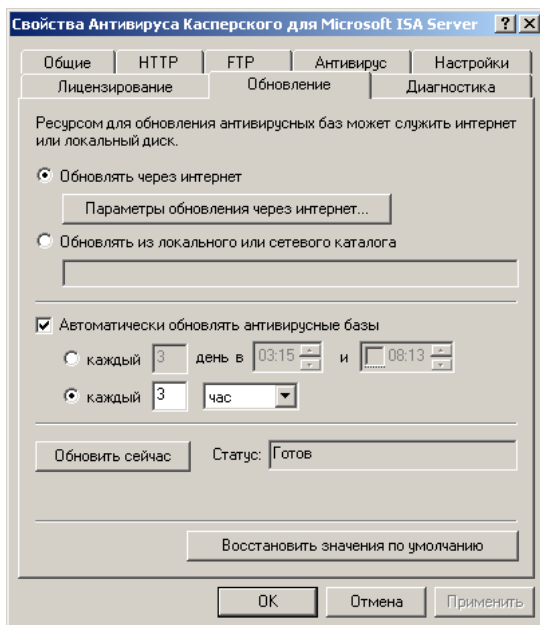 Свойства Антивируса Касперского для Microsoft ISA Server
Общие HTTP FTP Антивирус Настройки
Лицензирование Обновление Диагностика
Ресурсом для обновления антивирусных баз может служить интернет
или локальный диск.
Обновлять через интернет
Параметры обновления через интернет...
Обновлять из локального или сетевого каталога
Автоматически обновлять антивирусные базы
каждый 3 день в 03:15 и 08:13
каждый 3 час
Обновить сейчас Статус: Готов
Восстановить значения по умолчанию
OK Отмена Применить